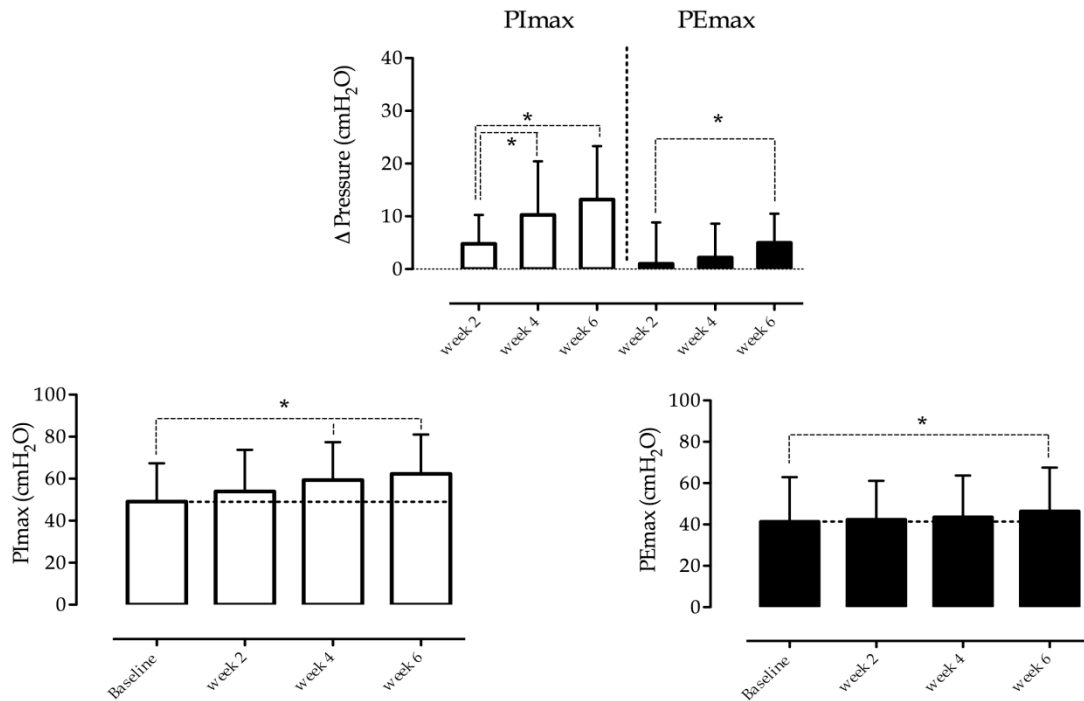 PImax PEmax
Δ Pressure (cmH₂O)
40
30
20
10
0
*
*
*
week 2
week 4
week 6
week 2
week 4
week 6
PImax (cmH₂O)
100
80
60
40
20
0
*
Baseline
week 2
week 4
week 6
PEmax (cmH₂O)
100
80
60
40
20
0
*
Baseline
week 2
week 4
week 6